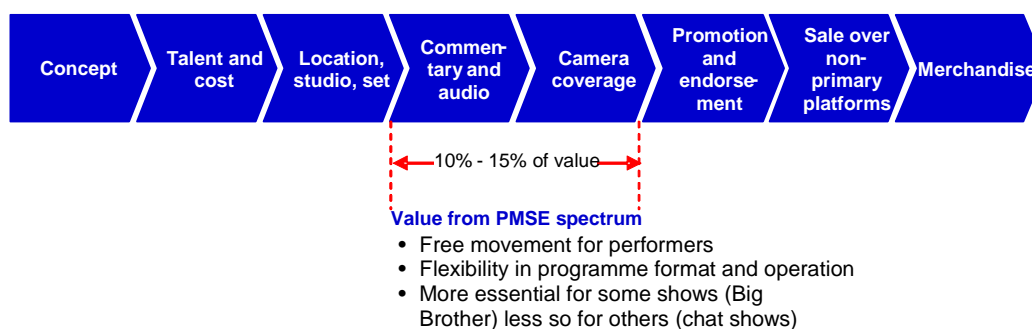 Concept
Talent and
cost
Location,
studio, set
Commen-
tary and
audio
Camera
coverage
Promotion
and
endorse-
ment
Sale over
non-
primary
platforms
Merchandise
10% - 15% of value
Value from PMSE spectrum
• Free movement for performers
• Flexibility in programme format and operation
• More essential for some shows (Big
Brother) less so for others (chat shows)